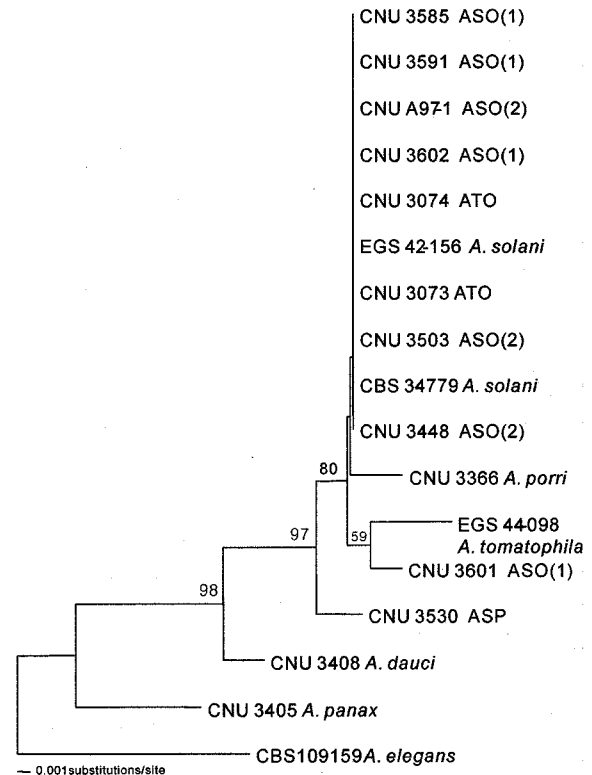 CNU 3585 ASO(1)
CNU 3591 ASO(1)
CNU A97-1 ASO(2)
CNU 3602 ASO(1)
CNU 3074 ATO
EGS 42-156 A. solani
CNU 3073 ATO
CNU 3503 ASO(2)
CBS 34779 A. solani
CNU 3448 ASO(2)
80
CNU 3366 A. porri
EGS 44-098
59
A. tomatophila
97
CNU 3601 ASO(1)
98
CNU 3530 ASP
CNU 3408 A. dauci
CNU 3405 A. panax
CBS109159 A. elegans
0.001substitutions/site